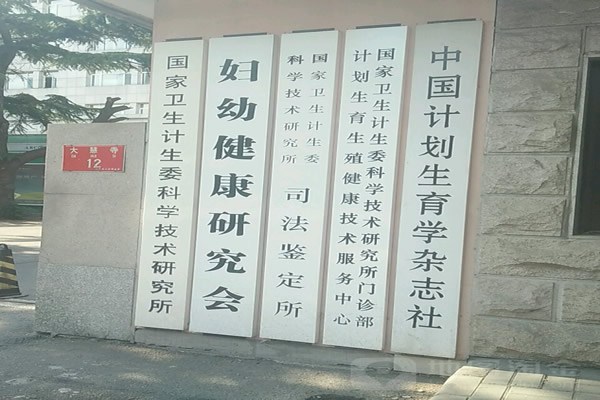 大慧寺
12
国家卫生计生委科学技术研究所
妇幼健康研究会
国家卫生计生委
科学技术研究所
司法鉴定所
国家卫生计生委科学技术研究所门诊部
计划生育生殖健康技术服务中心
中国计划生育学杂志社